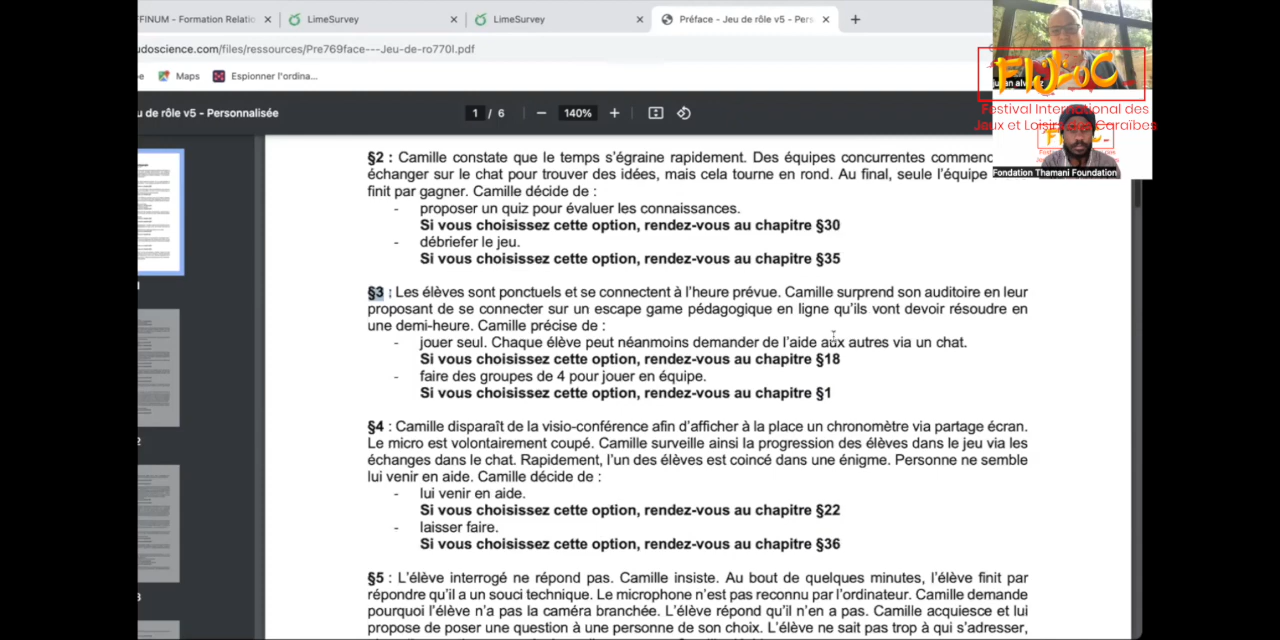 FFINUM - Formation Relatio
LimeSurvey
LimeSurvey
Préface - Jeu de rôle v5 - Pers
udoscience.com/files/ressources/Pre769face---Jeu-de-ro770l.pdf
Maps
Espionner l'ordina...
u de rôle v5 - Personnalisée
1 / 6
140%
FIJLOC
Festival International des
Jeux et Loisirs des Caraïbes
Fondation Thamani Foundation
§2 : Camille constate que le temps s'égraine rapidement. Des équipes concurrentes commenc
échanger sur le chat pour trouver des idées, mais cela tourne en rond. Au final, seule l'équipe
finit par gagner. Camille décide de :
- proposer un quiz pour évaluer les connaissances.
Si vous choisissez cette option, rendez-vous au chapitre §30
- débriefer le jeu.
Si vous choisissez cette option, rendez-vous au chapitre §35
§3 : Les élèves sont ponctuels et se connectent à l'heure prévue. Camille surprend son auditoire en leur
proposant de se connecter sur un escape game pédagogique en ligne qu'ils vont devoir résoudre en
une demi-heure. Camille précise de :
- jouer seul. Chaque élève peut néanmoins demander de l'aide aux autres via un chat.
Si vous choisissez cette option, rendez-vous au chapitre §18
- faire des groupes de 4 pour jouer en équipe.
Si vous choisissez cette option, rendez-vous au chapitre §1
§4 : Camille disparaît de la visio-conférence afin d'afficher à la place un chronomètre via partage écran.
Le micro est volontairement coupé. Camille surveille ainsi la progression des élèves dans le jeu via les
échanges dans le chat. Rapidement, l'un des élèves est coincé dans une énigme. Personne ne semble
lui venir en aide. Camille décide de :
- lui venir en aide.
Si vous choisissez cette option, rendez-vous au chapitre §22
- laisser faire.
Si vous choisissez cette option, rendez-vous au chapitre §36
§5 : L'élève interrogé ne répond pas. Camille insiste. Au bout de quelques minutes, l'élève finit par
répondre qu'il a un souci technique. Le microphone n'est pas reconnu par l'ordinateur. Camille demande
pourquoi l'élève n'a pas la caméra branchée. L'élève répond qu'il n'en a pas. Camille acquiesce et lui
propose de poser une question à une personne de son choix. L'élève ne sait pas trop à qui s'adresser,